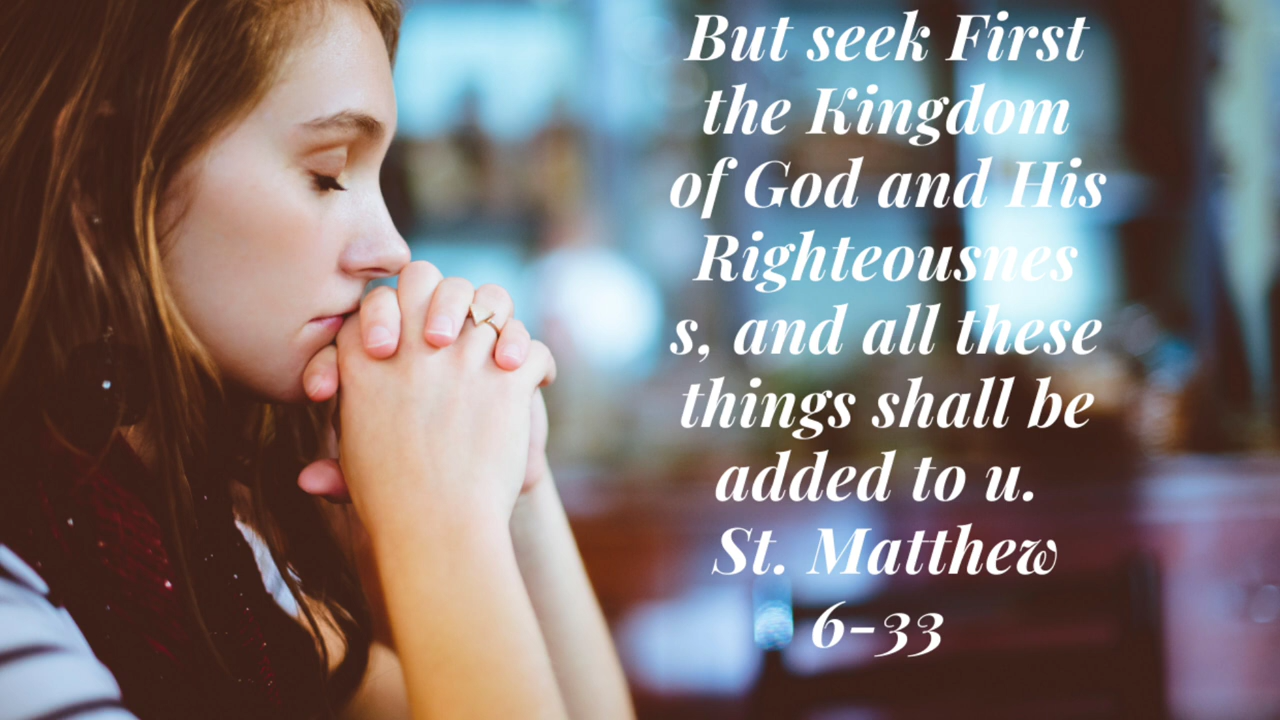 But seek First
the Kingdom
of God and His
Righteousnes
s, and all these
things shall be
added to u.
St. Matthew
6-33